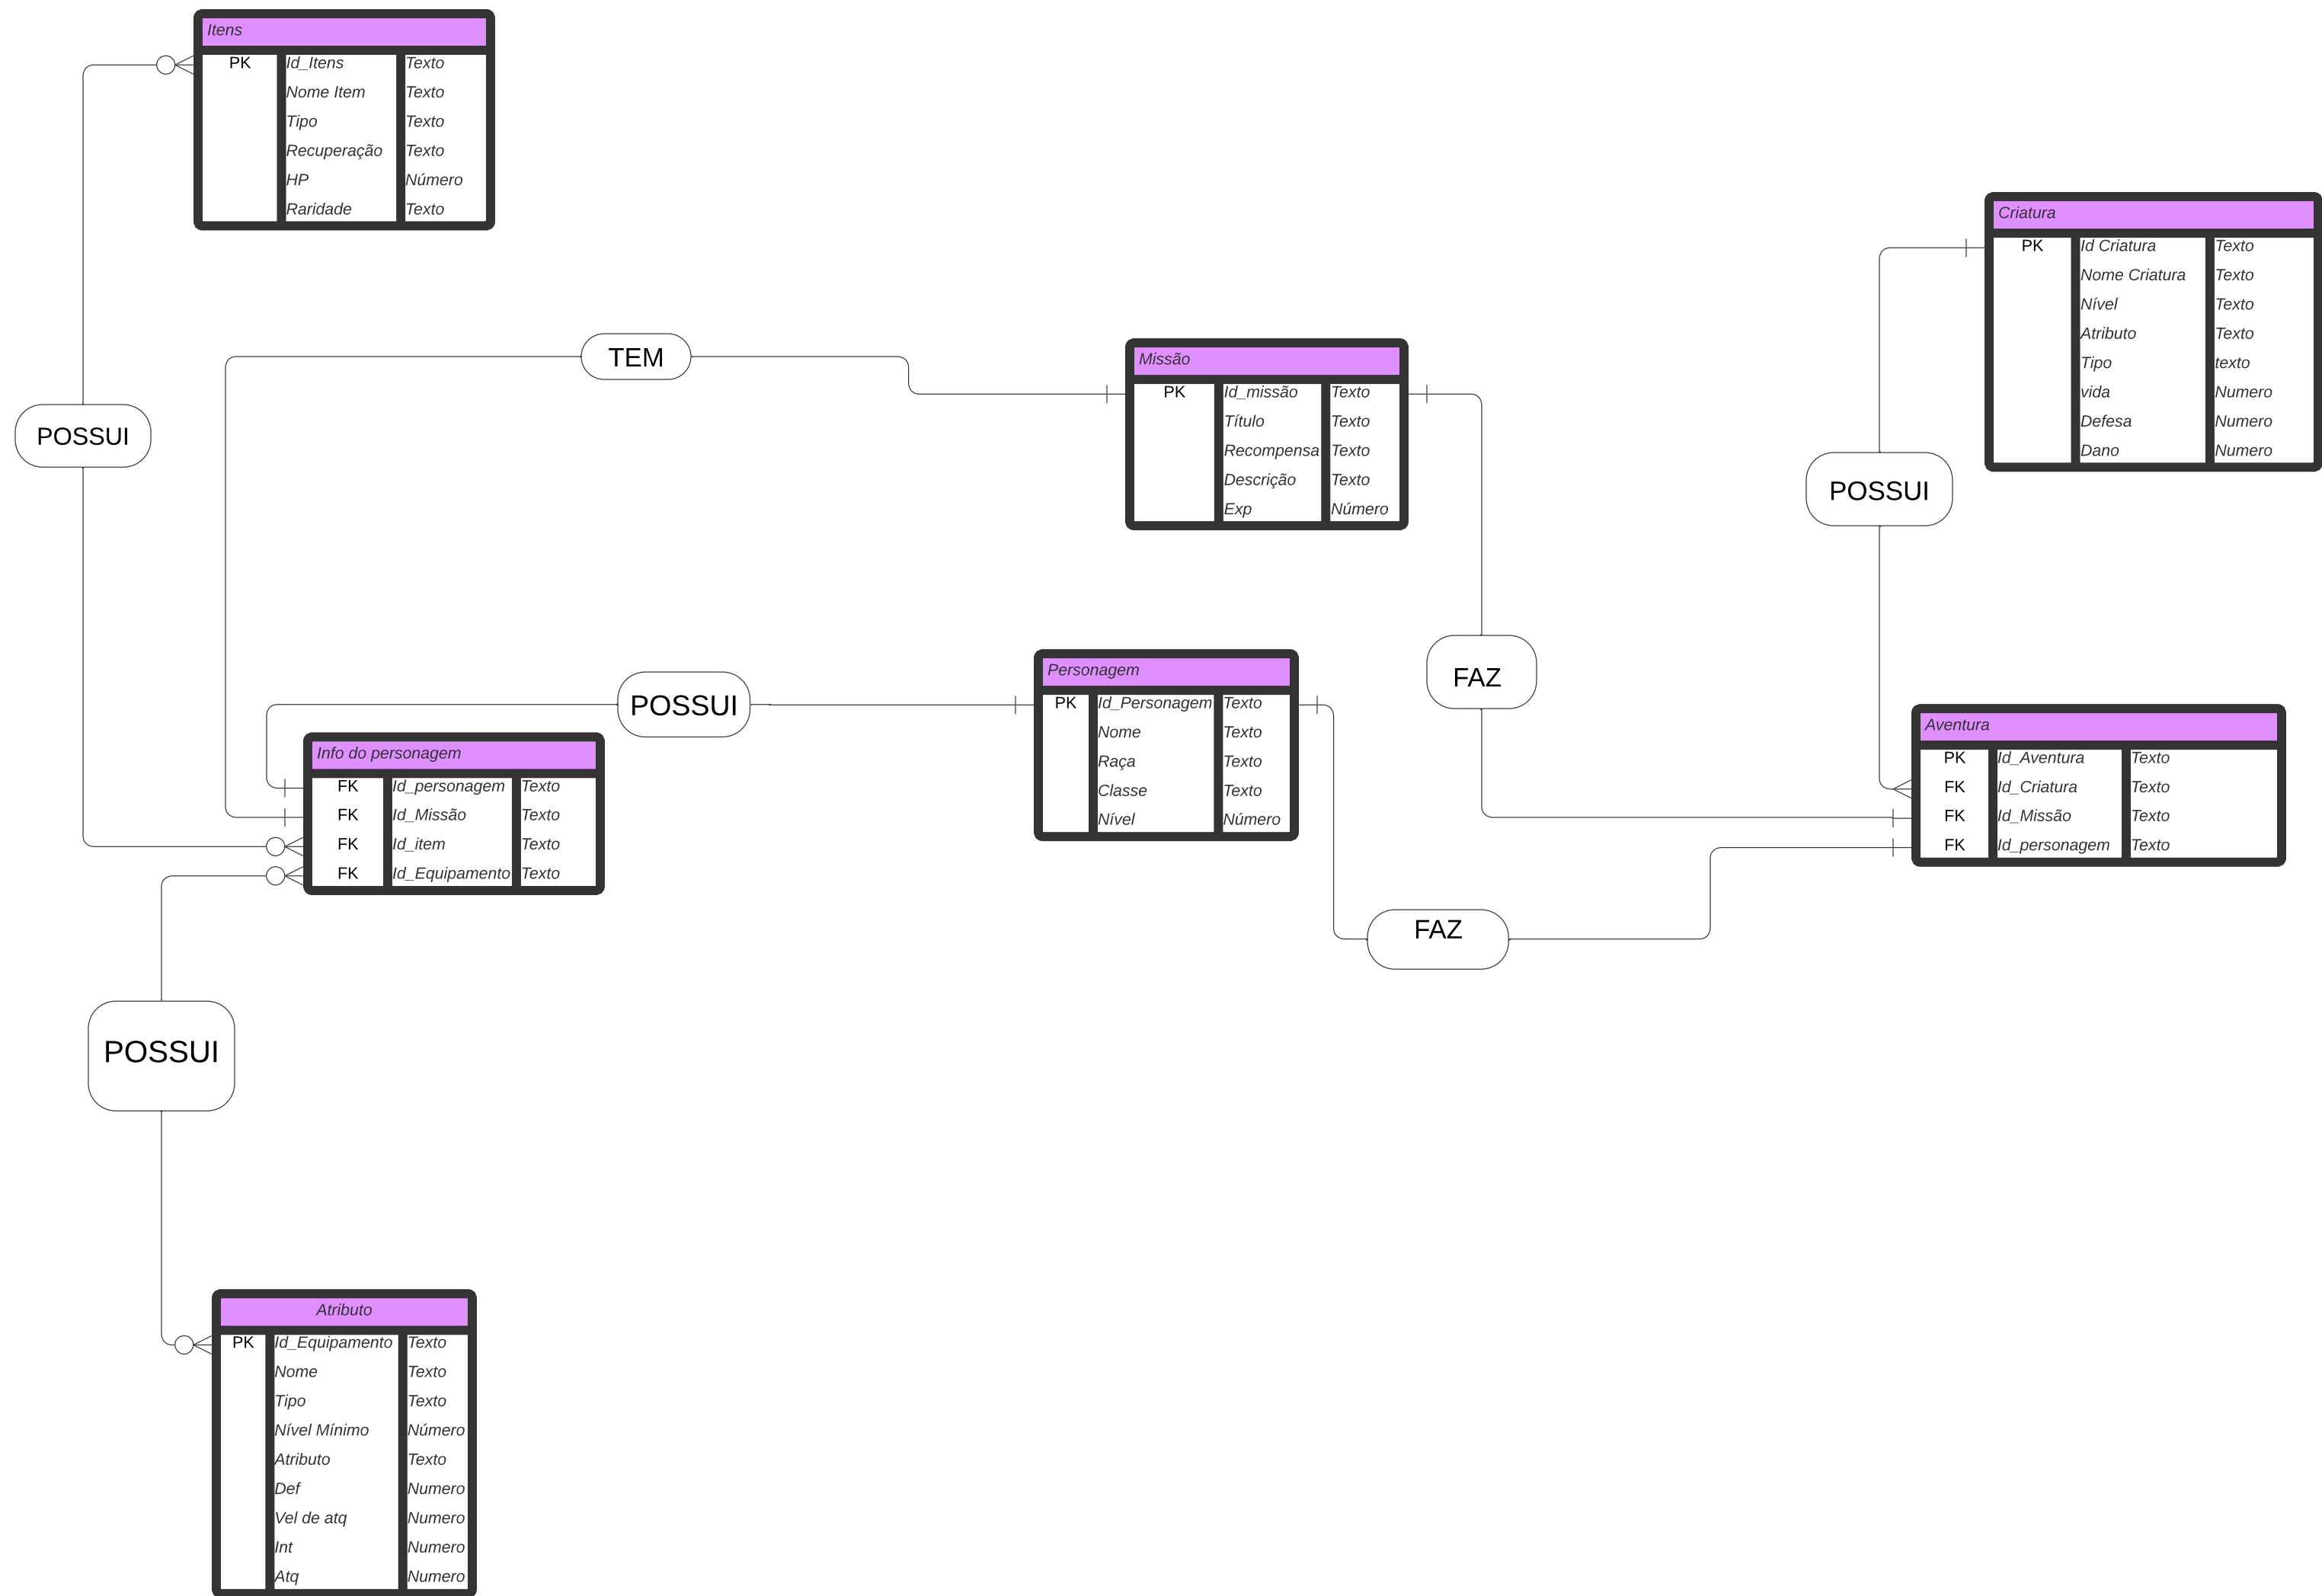 Itens
PK Id_Itens Texto
Nome Item Texto
Tipo Texto
Recuperação Texto
HP Número
Raridade Texto
Criatura
PK Id Criatura Texto
Nome Criatura Texto
Nível Texto
Atributo Texto
Tipo texto
vida Numero
Defesa Numero
Dano Numero
TEM
Missão
PK Id_missão Texto
Título Texto
Recompensa Texto
Descrição Texto
Exp Número
POSSUI
POSSUI
FAZ
POSSUI
Personagem
PK Id_Personagem Texto
Nome Texto
Raça Texto
Classe Texto
Nível Número
Info do personagem
FK Id_personagem Texto
FK Id_Missão Texto
FK Id_item Texto
FK Id_Equipamento Texto
Aventura
PK Id_Aventura Texto
FK Id_Criatura Texto
FK Id_Missão Texto
FK Id_personagem Texto
FAZ
POSSUI
Atributo
PK Id_Equipamento Texto
Nome Texto
Tipo Texto
Nível Mínimo Número
Atributo Texto
Def Numero
Vel de atq Numero
Int Numero
Atq Numero